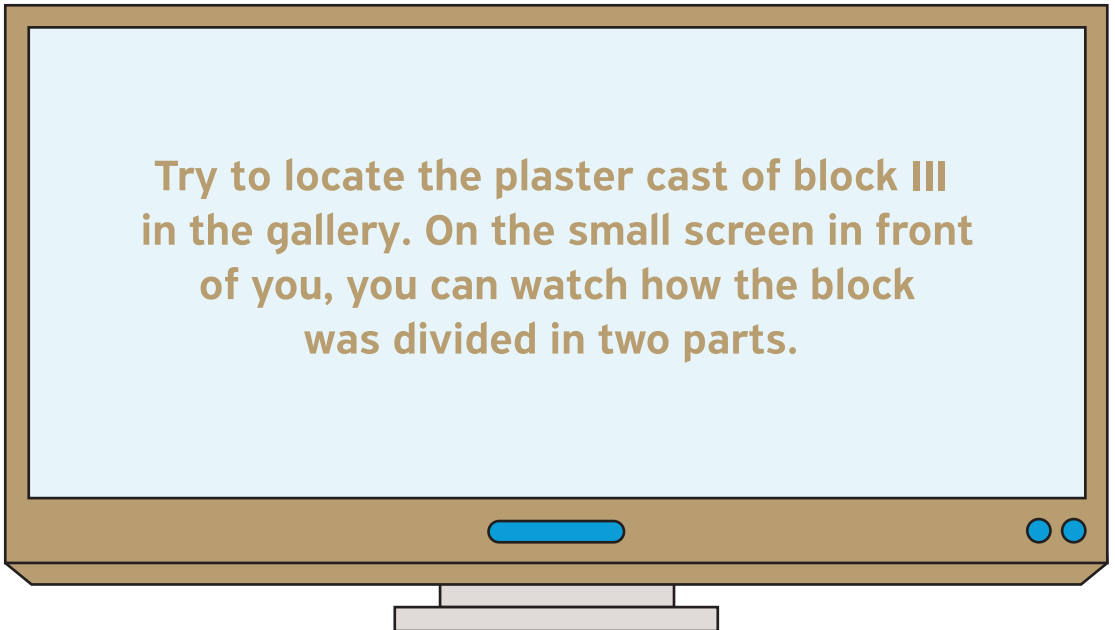 Try to locate the plaster cast of block III
in the gallery. On the small screen in front
of you, you can watch how the block
was divided in two parts.